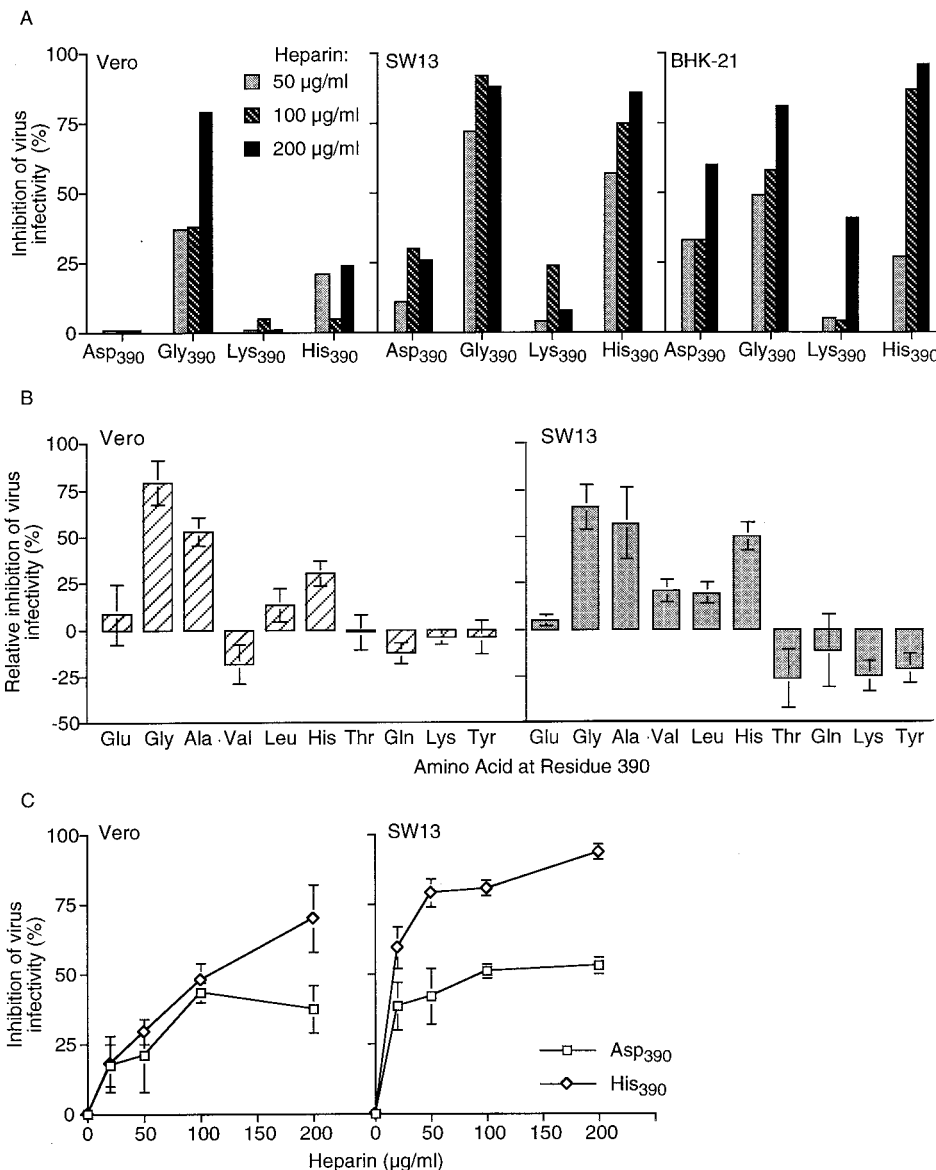 A
Inhibition of virus infectivity (%)
100
75
50
25
0
Vero
Heparin:
50 µg/ml
100 µg/ml
200 µg/ml
SW13
BHK-21
Asp390 Gly390 Lys390 His390 Asp390 Gly390 Lys390 His390 Asp390 Gly390 Lys390 His390
B
Relative inhibition of virus infectivity (%)
100
75
50
25
0
-25
-50
Vero
SW13
Glu Gly Ala Val Leu His Thr Gln Lys Tyr Glu Gly Ala Val Leu His Thr Gln Lys Tyr
Amino Acid at Residue 390
C
Inhibition of virus infectivity (%)
100
75
50
25
0
Vero
SW13
Asp390
His390
0 50 100 150 200 0 50 100 150 200
Heparin (µg/ml)